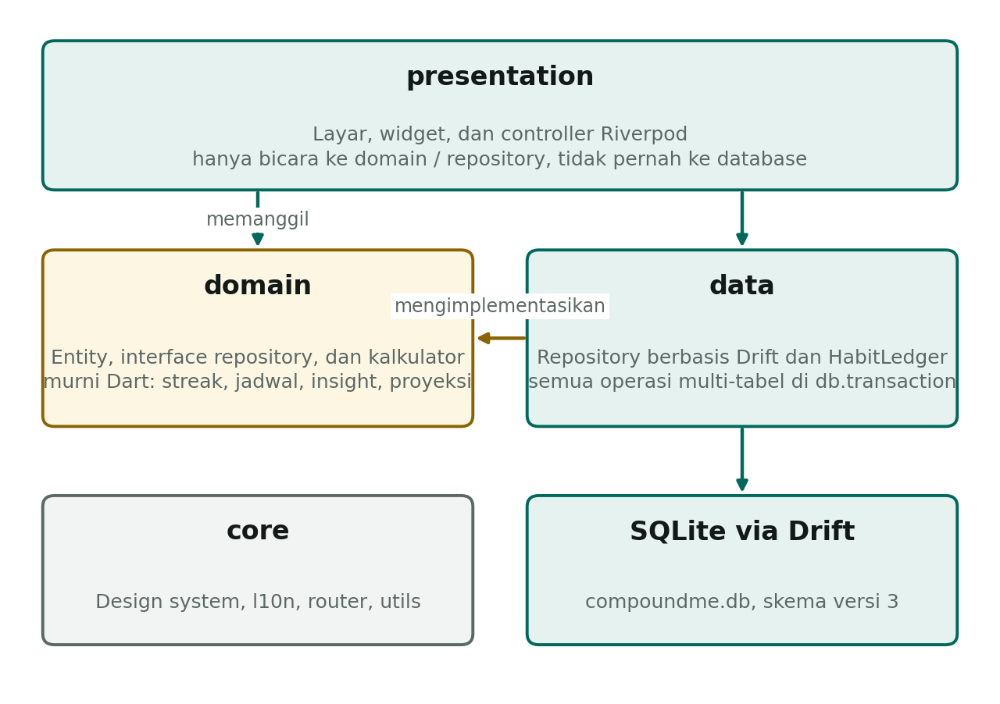 presentation
Layar, widget, dan controller Riverpod
hanya bicara ke domain / repository, tidak pernah ke database
memanggil
domain
data
mengimplementasikan
Entity, interface repository, dan kalkulator
murni Dart: streak, jadwal, insight, proyeksi
Repository berbasis Drift dan HabitLedger
semua operasi multi-tabel di db.transaction
core
Design system, l10n, router, utils
SQLite via Drift
compoundme.db, skema versi 3